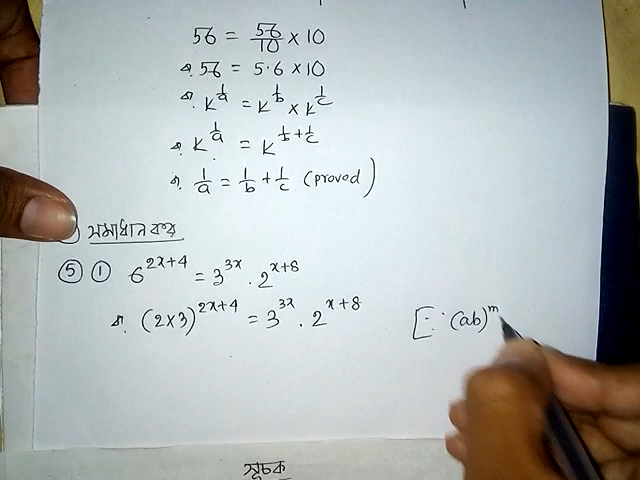 56 = 56/10 × 10
বা. 56 = 5.6 × 10
বা. K^(1/a) = K^(1/b) × K^(1/c)
বা. K^(1/a) = K^(1/b + 1/c)
বা. 1/a = 1/b + 1/c (proved)
সমাধান কর
⑤ ① 6^(2x+4) = 3^(3x) . 2^(x+8)
বা. (2×3)^(2x+4) = 3^(3x) . 2^(x+8) [∵ (ab)^m
সূচক